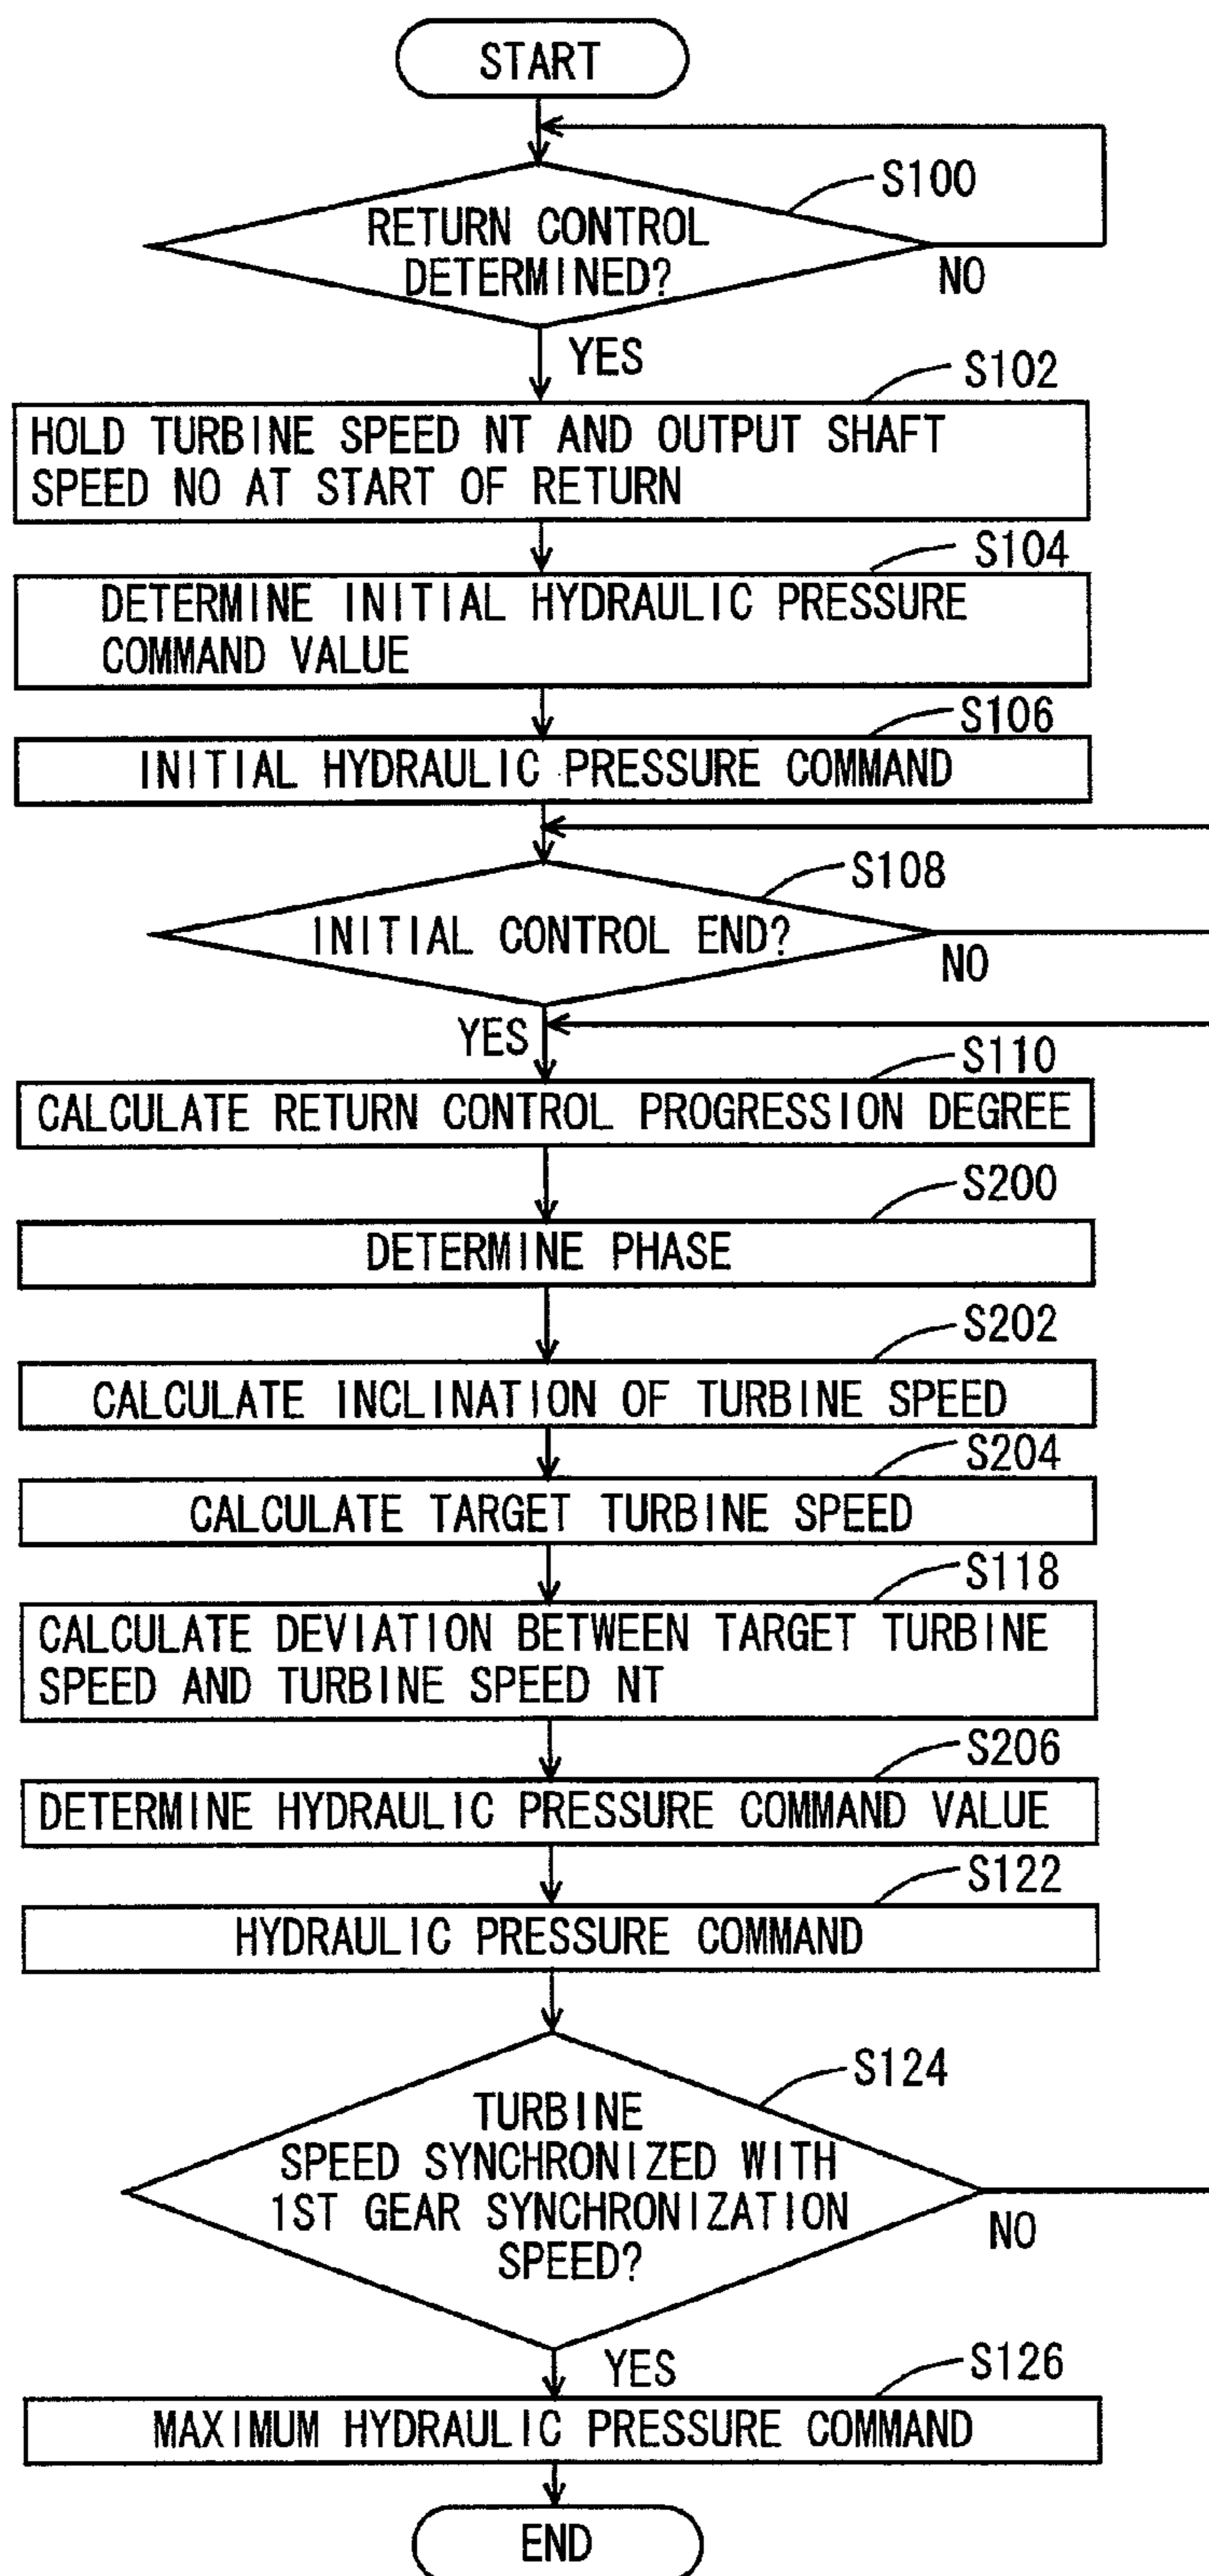 START
S100
RETURN CONTROL
DETERMINED?
NO
YES
S102
HOLD TURBINE SPEED NT AND OUTPUT SHAFT
SPEED NO AT START OF RETURN
S104
DETERMINE INITIAL HYDRAULIC PRESSURE
COMMAND VALUE
S106
INITIAL HYDRAULIC PRESSURE COMMAND
S108
INITIAL CONTROL END?
NO
YES
S110
CALCULATE RETURN CONTROL PROGRESSION DEGREE
S200
DETERMINE PHASE
S202
CALCULATE INCLINATION OF TURBINE SPEED
S204
CALCULATE TARGET TURBINE SPEED
S118
CALCULATE DEVIATION BETWEEN TARGET TURBINE
SPEED AND TURBINE SPEED NT
S206
DETERMINE HYDRAULIC PRESSURE COMMAND VALUE
S122
HYDRAULIC PRESSURE COMMAND
S124
TURBINE
SPEED SYNCHRONIZED WITH
1ST GEAR SYNCHRONIZATION
SPEED?
NO
YES
S126
MAXIMUM HYDRAULIC PRESSURE COMMAND
END